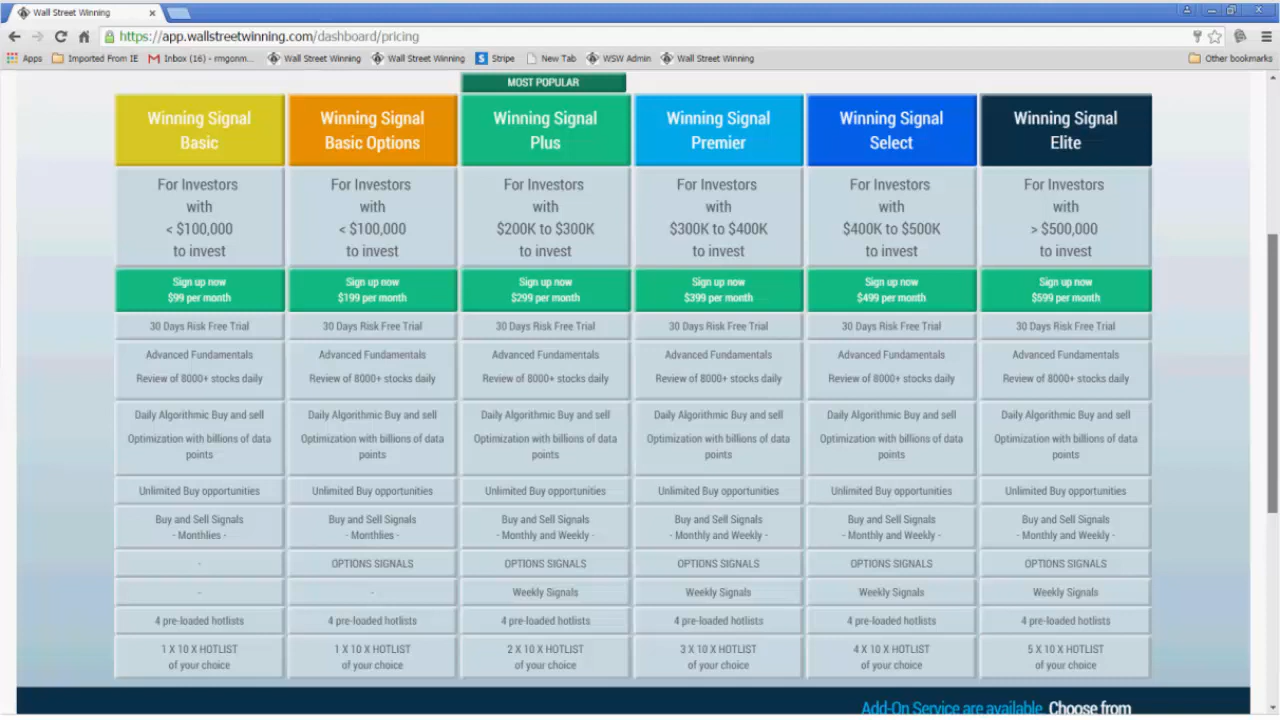 Wall Street Winning
https://app.wallstreetwinning.com/dashboard/pricing
Apps Imported From IE Inbox (16) - rmgonm... Wall Street Winning Wall Street Winning Stripe New Tab WSW Admin Wall Street Winning Other bookmarks
MOST POPULAR
Winning Signal Winning Signal Winning Signal Winning Signal Winning Signal Winning Signal
Basic Basic Options Plus Premier Select Elite
For Investors For Investors For Investors For Investors For Investors For Investors
with with with with with with
< $100,000 < $100,000 $200K to $300K $300K to $400K $400K to $500K > $500,000
to invest to invest to invest to invest to invest to invest
Sign up now Sign up now Sign up now Sign up now Sign up now Sign up now
$99 per month $199 per month $299 per month $399 per month $499 per month $599 per month
30 Days Risk Free Trial 30 Days Risk Free Trial 30 Days Risk Free Trial 30 Days Risk Free Trial 30 Days Risk Free Trial 30 Days Risk Free Trial
Advanced Fundamentals Advanced Fundamentals Advanced Fundamentals Advanced Fundamentals Advanced Fundamentals Advanced Fundamentals
Review of 8000+ stocks daily Review of 8000+ stocks daily Review of 8000+ stocks daily Review of 8000+ stocks daily Review of 8000+ stocks daily Review of 8000+ stocks daily
Daily Algorithmic Buy and sell Daily Algorithmic Buy and sell Daily Algorithmic Buy and sell Daily Algorithmic Buy and sell Daily Algorithmic Buy and sell Daily Algorithmic Buy and sell
Optimization with billions of data Optimization with billions of data Optimization with billions of data Optimization with billions of data Optimization with billions of data Optimization with billions of data
points points points points points points
Unlimited Buy opportunities Unlimited Buy opportunities Unlimited Buy opportunities Unlimited Buy opportunities Unlimited Buy opportunities Unlimited Buy opportunities
Buy and Sell Signals Buy and Sell Signals Buy and Sell Signals Buy and Sell Signals Buy and Sell Signals Buy and Sell Signals
- Monthlies - - Monthlies - - Monthly and Weekly - - Monthly and Weekly - - Monthly and Weekly - - Monthly and Weekly -
- OPTIONS SIGNALS OPTIONS SIGNALS OPTIONS SIGNALS OPTIONS SIGNALS OPTIONS SIGNALS
- - Weekly Signals Weekly Signals Weekly Signals Weekly Signals
4 pre-loaded hotlists 4 pre-loaded hotlists 4 pre-loaded hotlists 4 pre-loaded hotlists 4 pre-loaded hotlists 4 pre-loaded hotlists
1 X 10 X HOTLIST 1 X 10 X HOTLIST 2 X 10 X HOTLIST 3 X 10 X HOTLIST 4 X 10 X HOTLIST 5 X 10 X HOTLIST
of your choice of your choice of your choice of your choice of your choice of your choice
Add-On Service are available. Choose from